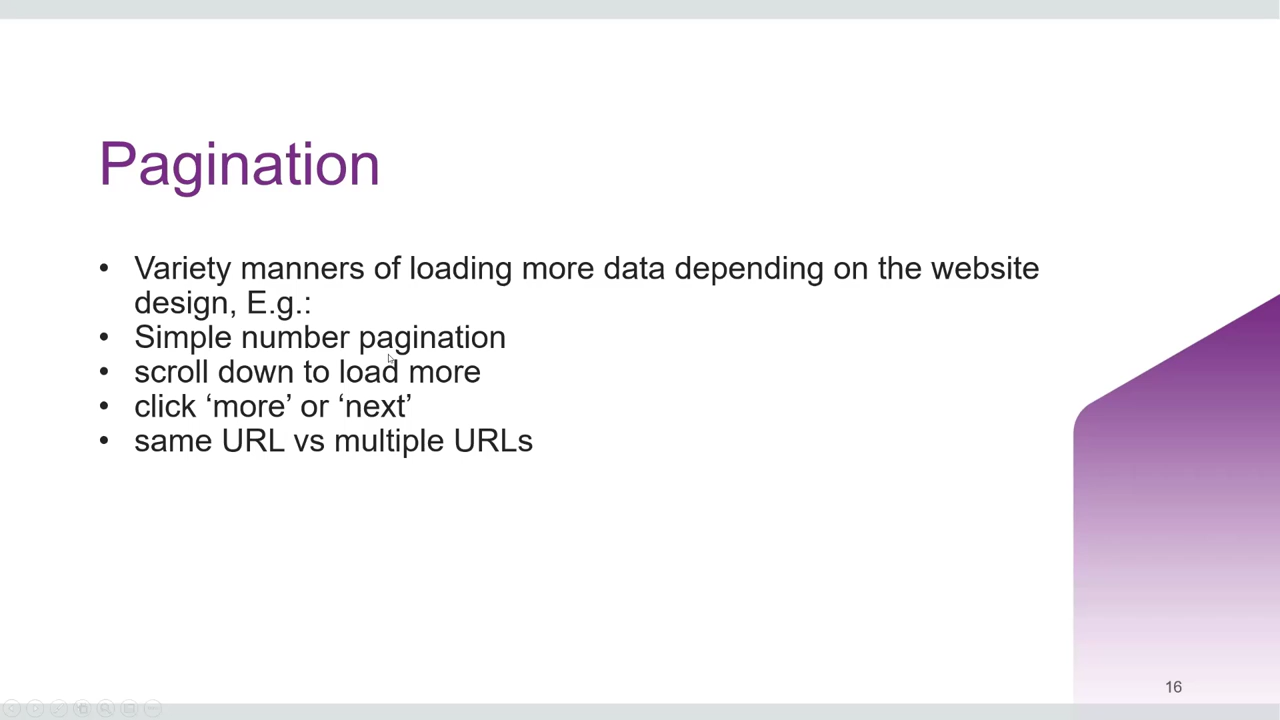 Pagination
• Variety manners of loading more data depending on the website
design, E.g.:
• Simple number pagination
• scroll down to load more
• click ‘more’ or ‘next’
• same URL vs multiple URLs
16